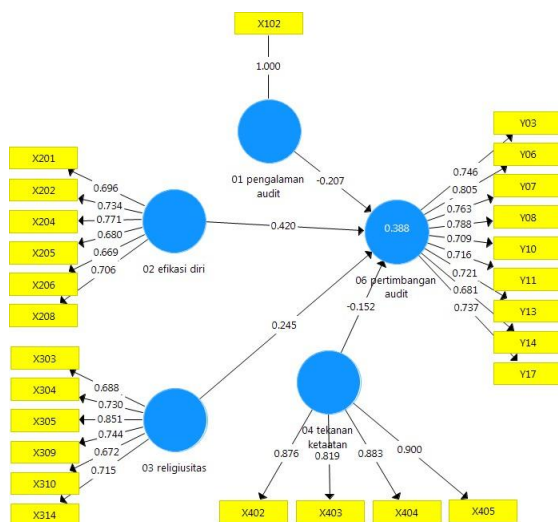 X102
1.000
01 pengalaman
audit
-0.207
X201
X202
X204
X205
X206
X208
0.696
0.734
0.771
0.680
0.669
0.706
02 efikasi diri
0.420
0.388
06 pertimbangan
audit
0.746
0.805
0.763
0.788
0.709
0.716
0.721
0.681
0.737
Y03
Y06
Y07
Y08
Y10
Y11
Y13
Y14
Y17
0.245
-0.152
X303
X304
X305
X309
X310
X314
0.688
0.730
0.851
0.744
0.672
0.715
03 religiusitas
04 tekanan
ketaatan
0.876
0.819
0.883
0.900
X402
X403
X404
X405